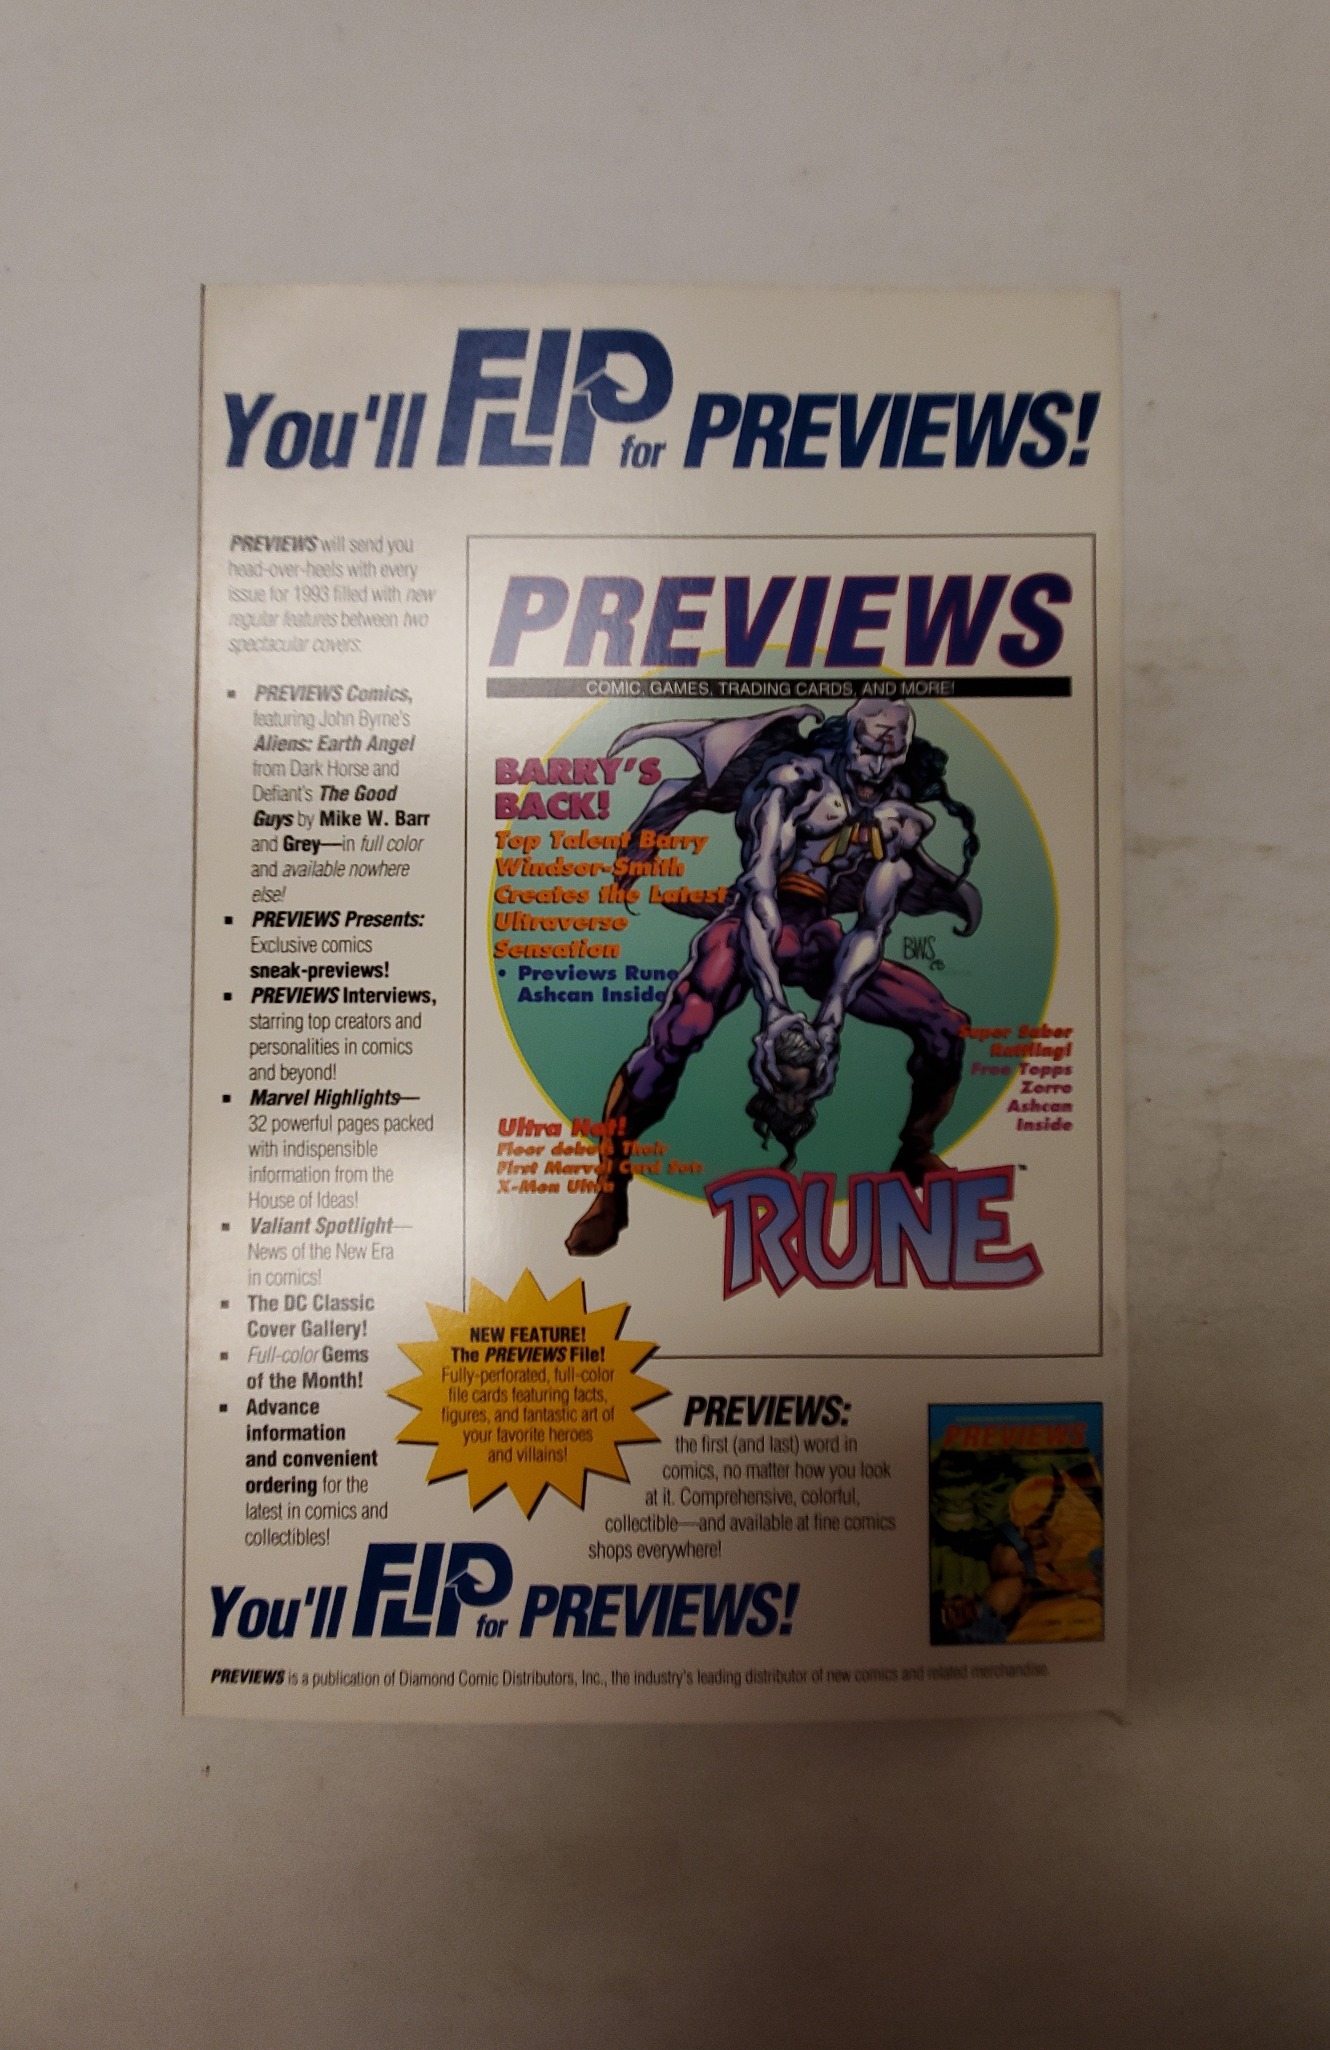 You'll FLIP for PREVIEWS!
PREVIEWS will send you
head-over-heels with every
issue for 1993 filled with new
regular features between two
spectacular covers:
▪ PREVIEWS Comics,
featuring John Byrne's
Aliens: Earth Angel
from Dark Horse and
Defiant's The Good
Guys by Mike W. Barr
and Grey—in full color
and available nowhere
else!
▪ PREVIEWS Presents:
Exclusive comics
sneak-previews!
▪ PREVIEWS Interviews,
starring top creators and
personalities in comics
and beyond!
▪ Marvel Highlights—
32 powerful pages packed
with indispensible
information from the
House of Ideas!
▪ Valiant Spotlight—
News of the New Era
in comics!
▪ The DC Classic
Cover Gallery!
▪ Full-color Gems
of the Month!
▪ Advance
information
and convenient
ordering for the
latest in comics and
collectibles!
PREVIEWS
COMIC, GAMES, TRADING CARDS, AND MORE!
BARRY'S
BACK!
Top Talent Barry
Windsor-Smith
Creates the Latest
Ultraverse
Sensation
• Previews Rune
Ashcan Inside
BWS
Super Saber
Rattling!
Free Topps
Zorro
Ashcan
Inside
Ultra Hot!
Fleer debuts Their
First Marvel Card Set:
X-Men Ultra
RUNE™
NEW FEATURE!
The PREVIEWS File!
Fully-perforated, full-color
file cards featuring facts,
figures, and fantastic art of
your favorite heroes
and villains!
PREVIEWS:
the first (and last) word in
comics, no matter how you look
at it. Comprehensive, colorful,
collectible—and available at fine comics
shops everywhere!
PREVIEWS
You'll FLIP for PREVIEWS!
PREVIEWS is a publication of Diamond Comic Distributors, Inc., the industry's leading distributor of new comics and related merchandise.